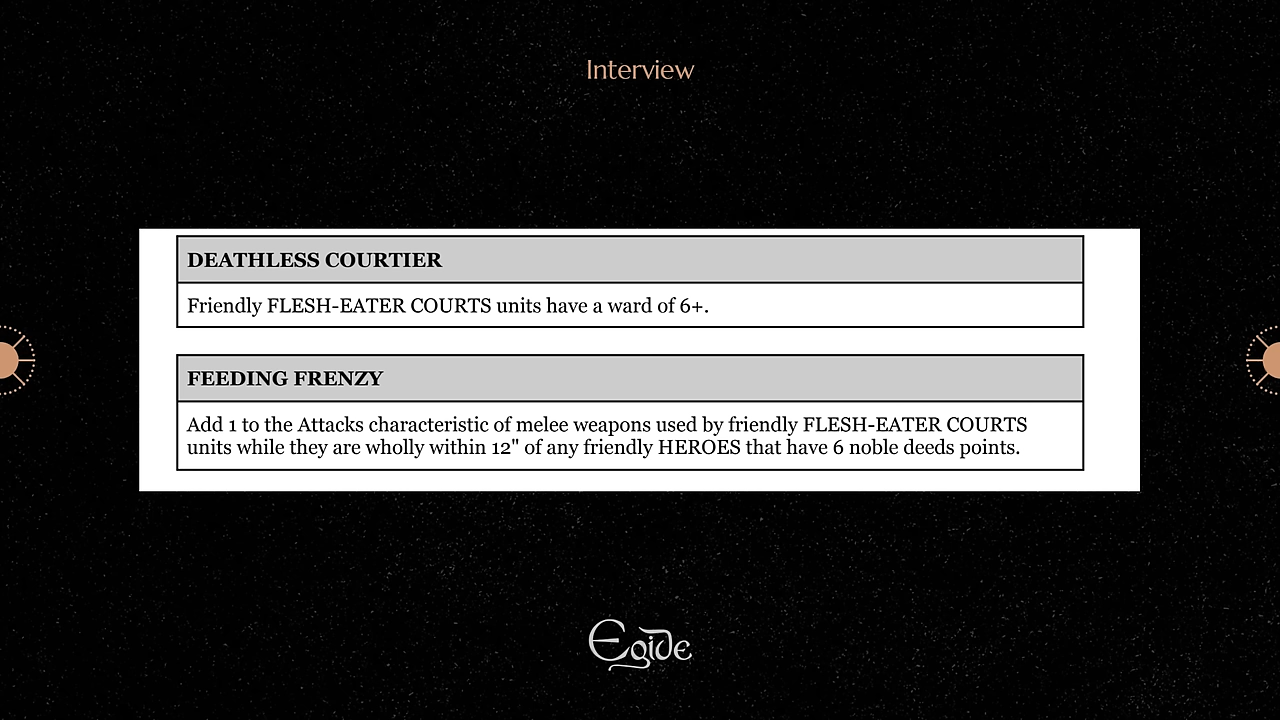 Interview
DEATHLESS COURTIER
Friendly FLESH-EATER COURTS units have a ward of 6+.
FEEDING FRENZY
Add 1 to the Attacks characteristic of melee weapons used by friendly FLESH-EATER COURTS
units while they are wholly within 12" of any friendly HEROES that have 6 noble deeds points.
Egide